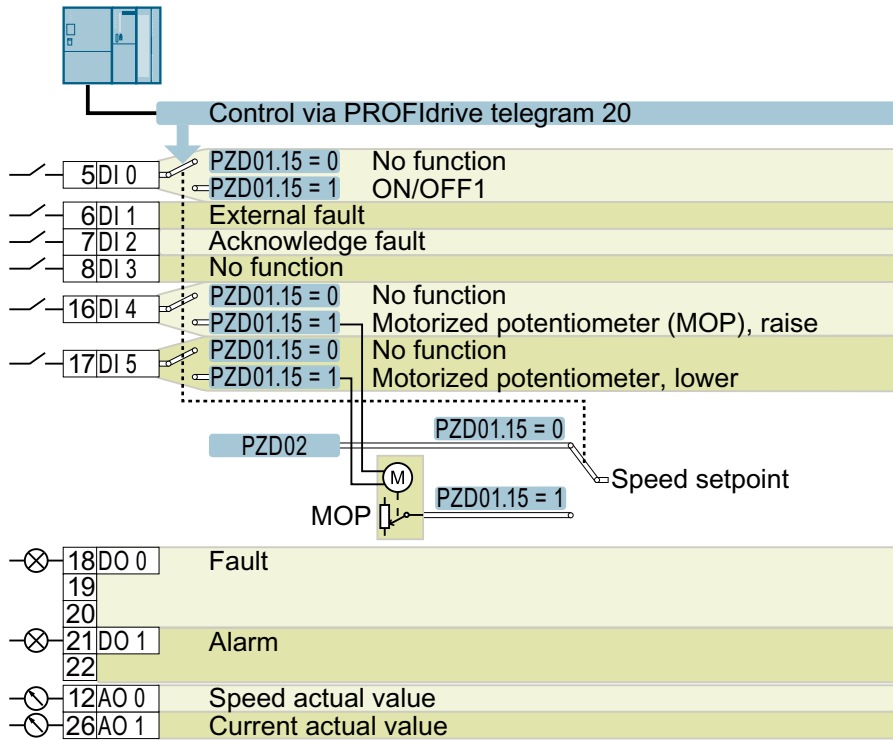 Control via PROFIdrive telegram 20
5 DI 0 PZD01.15 = 0 No function
PZD01.15 = 1 ON/OFF1
6 DI 1 External fault
7 DI 2 Acknowledge fault
8 DI 3 No function
16 DI 4 PZD01.15 = 0 No function
PZD01.15 = 1 Motorized potentiometer (MOP), raise
17 DI 5 PZD01.15 = 0 No function
PZD01.15 = 1 Motorized potentiometer, lower
PZD02 PZD01.15 = 0
Speed setpoint
M
MOP PZD01.15 = 1
18 DO 0 Fault
19
20
21 DO 1 Alarm
22
12 AO 0 Speed actual value
26 AO 1 Current actual value